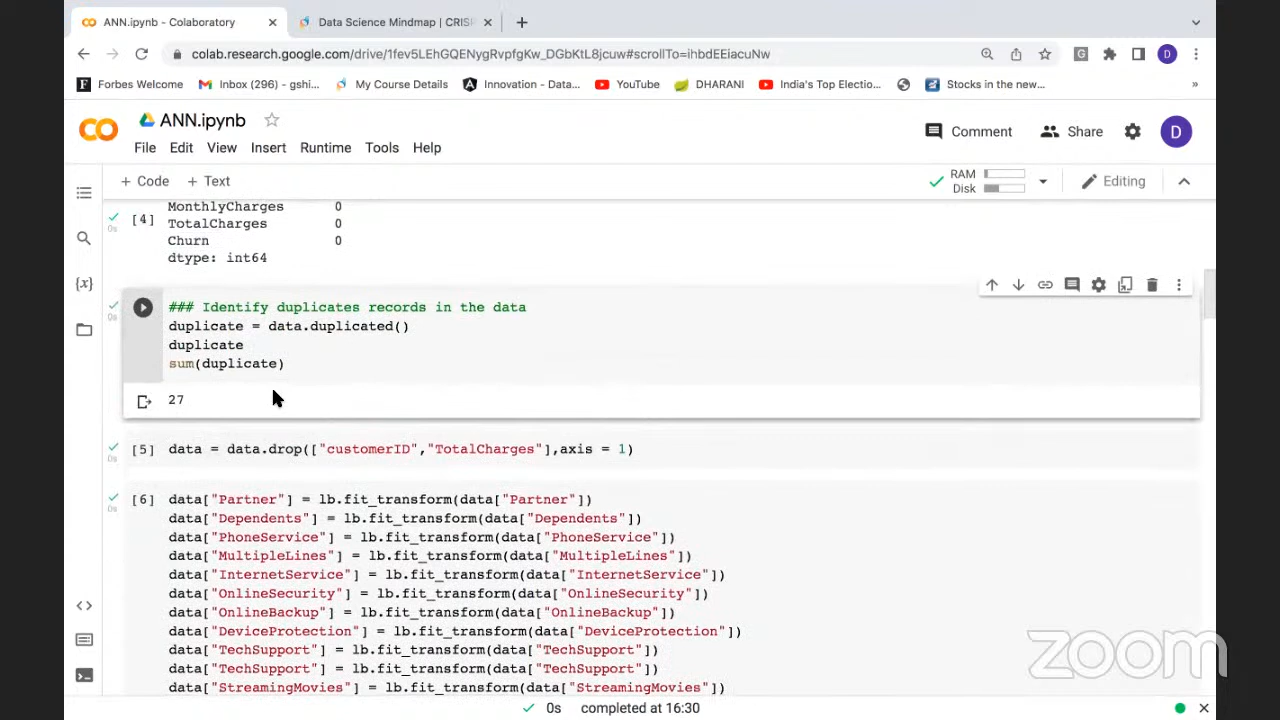 ANN.ipynb - Colaboratory
Data Science Mindmap | CRISP
colab.research.google.com/drive/1fev5LEhGQENygRvpfgKw_DGbKtL8jcuw#scrollTo=ihbdEEiacuNw
D
F Forbes Welcome
Inbox (296) - gshi...
My Course Details
Innovation - Data...
YouTube
DHARANI
India's Top Electio...
Stocks in the new...
»
CO
ANN.ipynb
Comment
Share
D
File Edit View Insert Runtime Tools Help
+ Code + Text
RAM
Disk
Editing
MonthlyCharges 0
[4] TotalCharges 0
Churn 0
dtype: int64
0s
### Identify duplicates records in the data
duplicate = data.duplicated()
duplicate
sum(duplicate)
0s
27
[5] data = data.drop(["customerID","TotalCharges"],axis = 1)
0s
[6] data["Partner"] = lb.fit_transform(data["Partner"])
0s
data["Dependents"] = lb.fit_transform(data["Dependents"])
data["PhoneService"] = lb.fit_transform(data["PhoneService"])
data["MultipleLines"] = lb.fit_transform(data["MultipleLines"])
data["InternetService"] = lb.fit_transform(data["InternetService"])
data["OnlineSecurity"] = lb.fit_transform(data["OnlineSecurity"])
data["OnlineBackup"] = lb.fit_transform(data["OnlineBackup"])
data["DeviceProtection"] = lb.fit_transform(data["DeviceProtection"])
data["TechSupport"] = lb.fit_transform(data["TechSupport"])
data["TechSupport"] = lb.fit_transform(data["TechSupport"])
data["StreamingMovies"] = lb.fit_transform(data["StreamingMovies"])
zoom
0s completed at 16:30